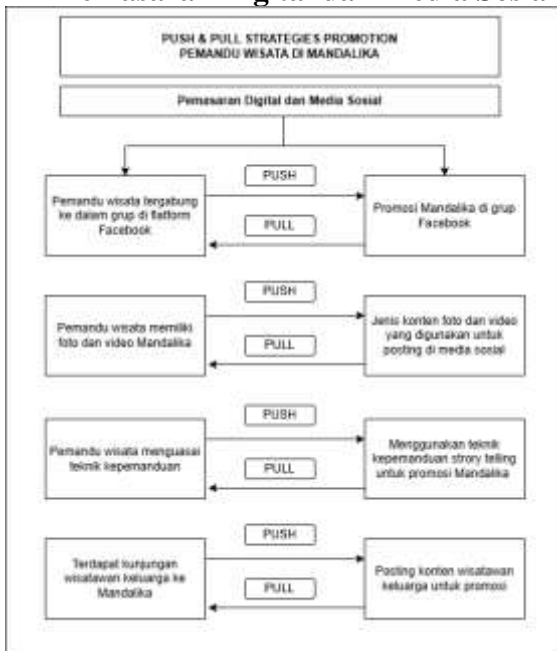 PUSH & PULL STRATEGIES PROMOTION
PEMANDU WISATA DI MANDALIKA
Pemasaran Digital dan Media Sosial
PUSH
Pemandu wisata tergabung
ke dalam grup di flatform
Facebook
Promosi Mandalika di grup
Facebook
PULL
PUSH
Pemandu wisata memiliki
foto dan video Mandalika
Jenis konten foto dan video
yang digunakan untuk
posting di media sosial
PULL
PUSH
Pemandu wisata menguasai
teknik kepemanduan
Menggunakan teknik
kepemanduan strory telling
untuk promosi Mandalika
PULL
PUSH
Terdapat kunjungan
wisatawan keluarga ke
Mandalika
Posting konten wisatawan
keluarga untuk promosi
PULL